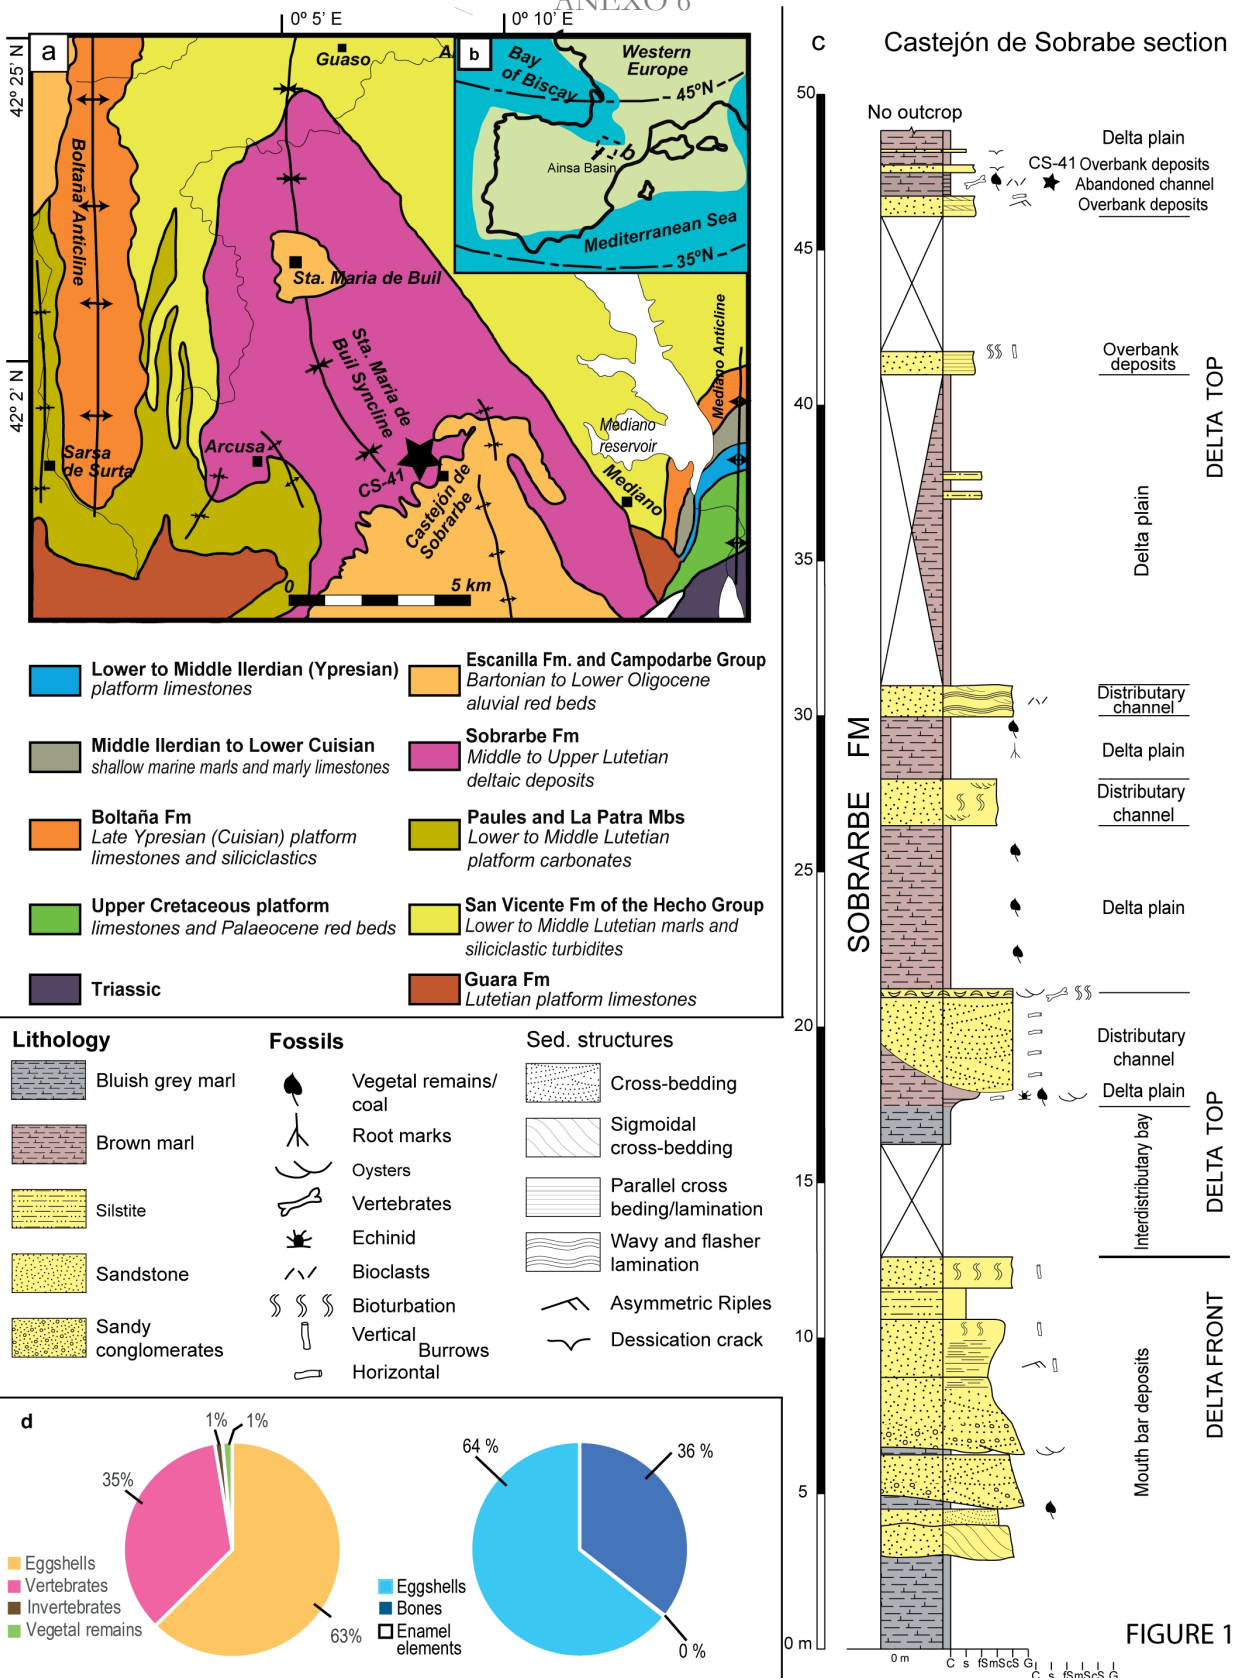 ANEXO 6
0º 5' E
0º 10' E
42º 25' N
42º 2' N
a
Guaso
A
Boltaña Anticline
Sta. Maria de Buil
Sta. Maria de
Buil Syncline
Arcusa
Sarsa
de Surta
CS-41
Castejón de
Sobrarbe
Mediano
reservoir
Mediano
Mediano Anticline
0
5 km
b
Bay
of Biscay
Western
Europe
45ºN
Ainsa Basin
b
Mediterranean Sea
35ºN
Lower to Middle Ilerdian (Ypresian)
platform limestones
Middle Ilerdian to Lower Cuisian
shallow marine marls and marly limestones
Boltaña Fm
Late Ypresian (Cuisian) platform
limestones and siliciclastics
Upper Cretaceous platform
limestones and Palaeocene red beds
Triassic
Escanilla Fm. and Campodarbe Group
Bartonian to Lower Oligocene
aluvial red beds
Sobrarbe Fm
Middle to Upper Lutetian
deltaic deposits
Paules and La Patra Mbs
Lower to Middle Lutetian
platform carbonates
San Vicente Fm of the Hecho Group
Lower to Middle Lutetian marls and
siliciclastic turbidites
Guara Fm
Lutetian platform limestones
Lithology
Bluish grey marl
Brown marl
Silstite
Sandstone
Sandy
conglomerates
Fossils
Vegetal remains/
coal
Root marks
Oysters
Vertebrates
Echinid
Bioclasts
Bioturbation
Vertical
Burrows
Horizontal
Sed. structures
Cross-bedding
Sigmoidal
cross-bedding
Parallel cross
beding/lamination
Wavy and flasher
lamination
Asymmetric Riples
Dessication crack
d
1%
1%
35%
63%
Eggshells
Vertebrates
Invertebrates
Vegetal remains
64 %
36 %
0 %
Eggshells
Bones
Enamel
elements
c
Castejón de Sobrabe section
50
No outcrop
Delta plain
CS-41 Overbank deposits
Abandoned channel
Overbank deposits
45
Overbank
deposits
40
DELTA TOP
Delta plain
35
Distributary
channel
30
Delta plain
Distributary
channel
SOBRARBE FM
25
Delta plain
20
Distributary
channel
Delta plain
Interdistributary bay
DELTA TOP
15
10
Mouth bar deposits
DELTA FRONT
5
0 m
0 m
C s fSmScS G
C s fSmScS G
FIGURE 1